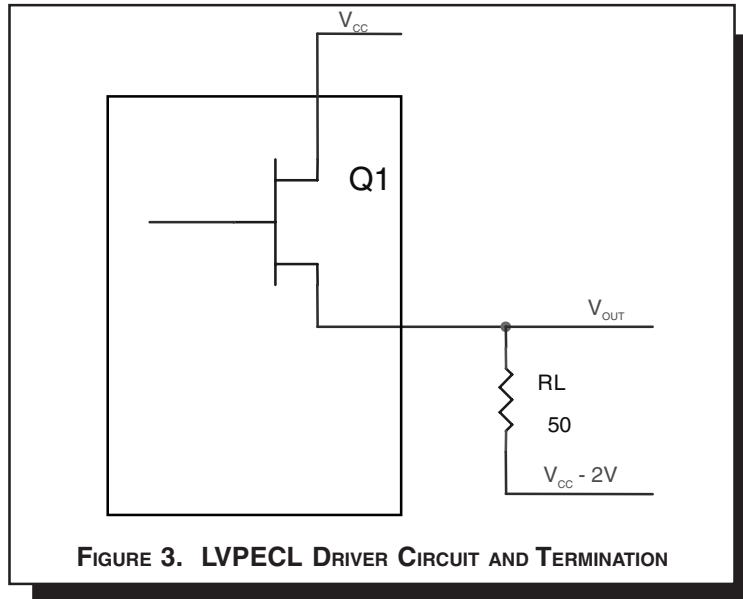 VCC
Q1
VOUT
RL
50
VCC - 2V
FIGURE 3. LVPECL DRIVER CIRCUIT AND TERMINATION